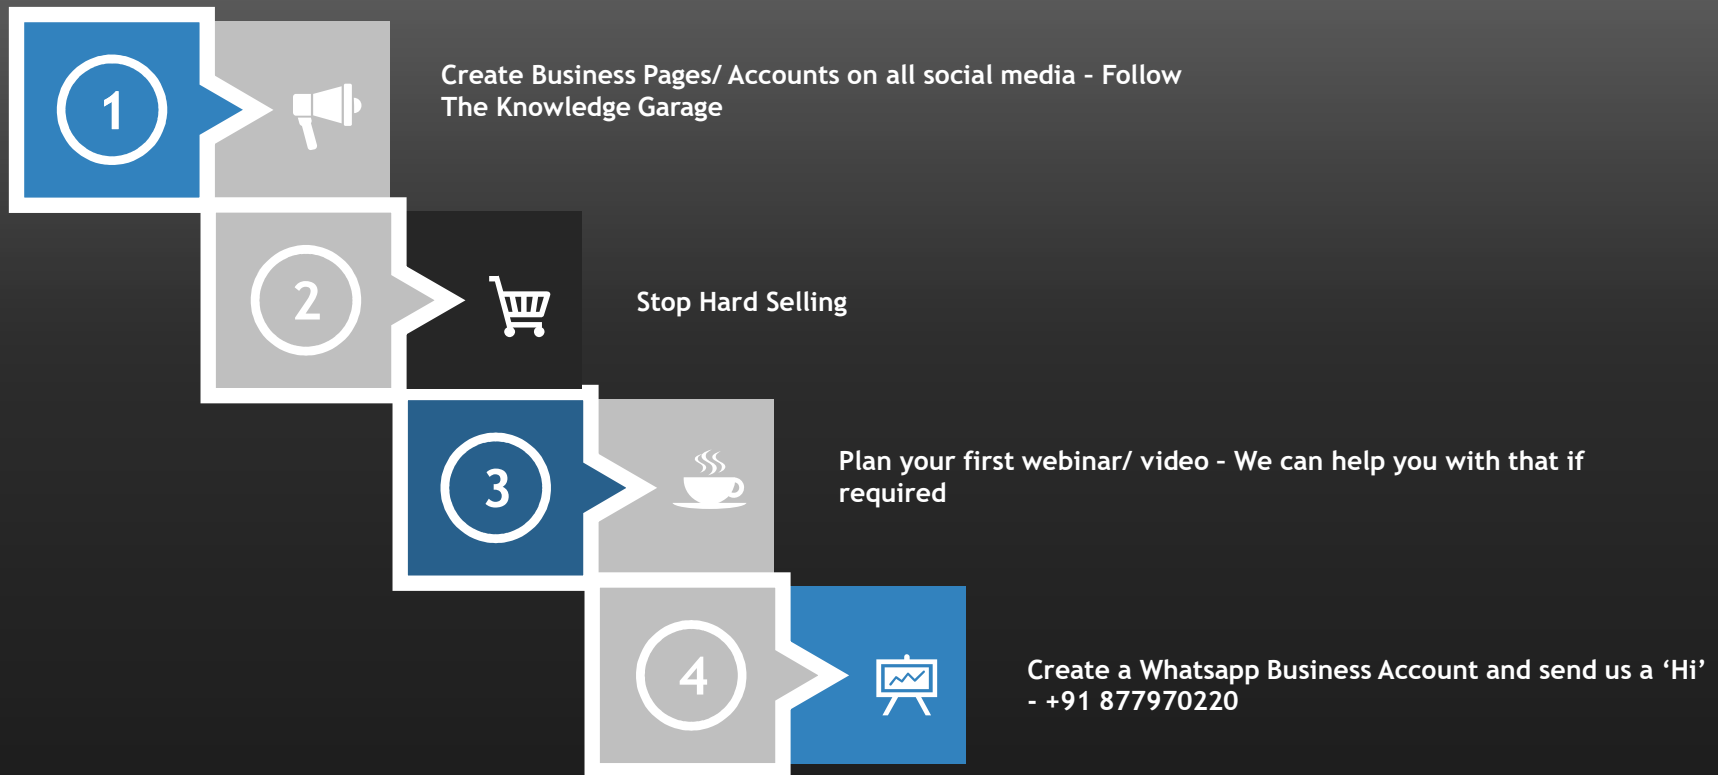 1
Create Business Pages/ Accounts on all social media – Follow
The Knowledge Garage
2
Stop Hard Selling
3
Plan your first webinar/ video – We can help you with that if
required
4
Create a Whatsapp Business Account and send us a ‘Hi’
- +91 877970220